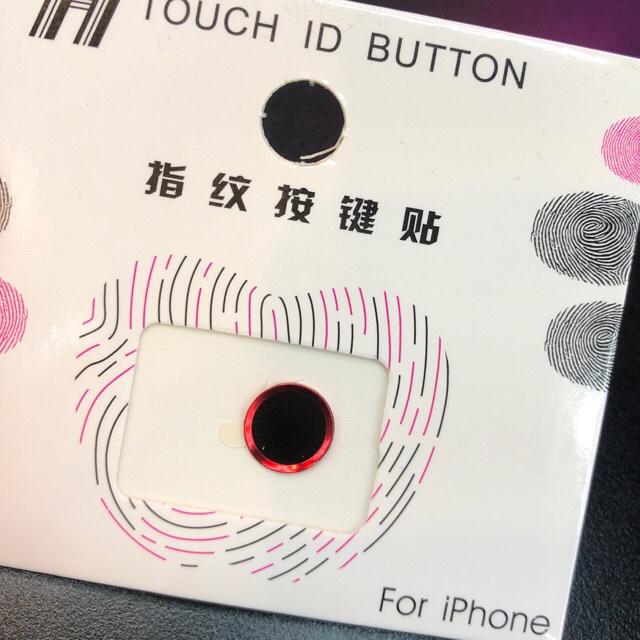 TOUCH ID BUTTON
指纹按键贴
For iPhone